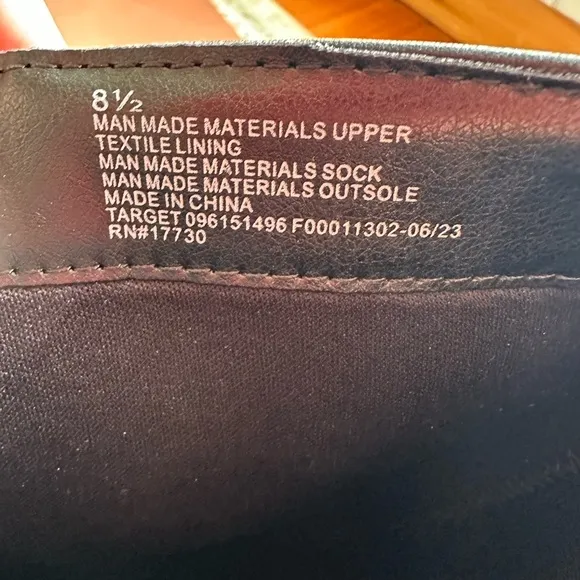 8½
MAN MADE MATERIALS UPPER
TEXTILE LINING
MAN MADE MATERIALS SOCK
MAN MADE MATERIALS OUTSOLE
MADE IN CHINA
TARGET 096151496 F00011302-06/23
RN#17730